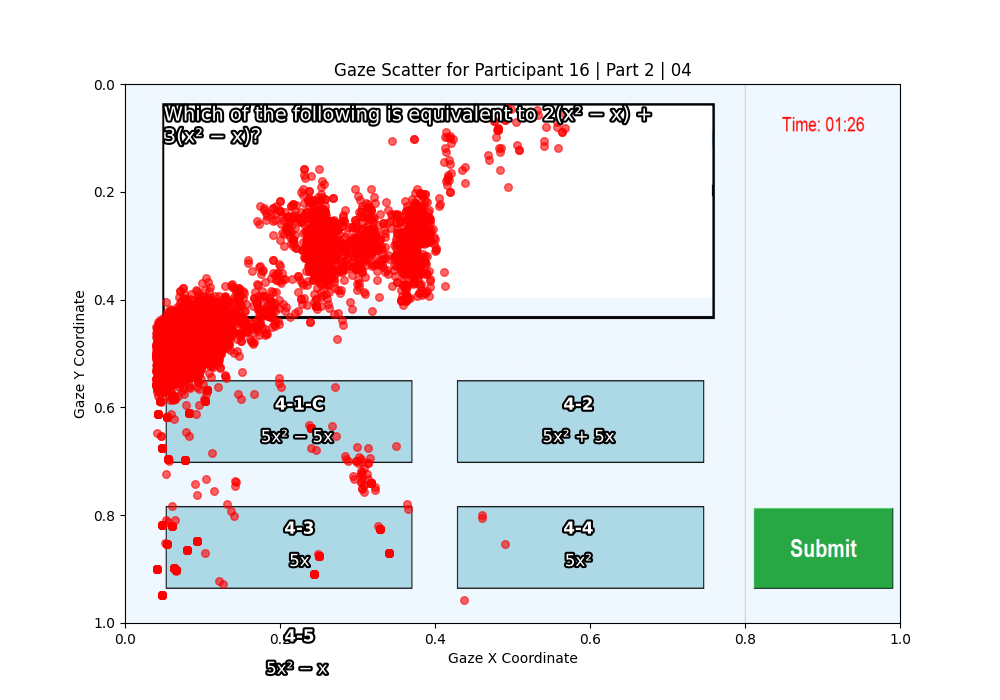 Gaze Scatter for Participant 16 | Part 2 | 04
0.0
0.2
0.4
0.6
0.8
1.0
Gaze Y Coordinate
Which of the following is equivalent to 2(x² − x) +
3(x² − x)?
Time: 01:26
4-1-C
5x² − 5x
4-2
5x² + 5x
4-3
5x
4-4
5x²
Submit
0.0
0.2
0.4
0.6
0.8
1.0
4-5
5x² − x
Gaze X Coordinate